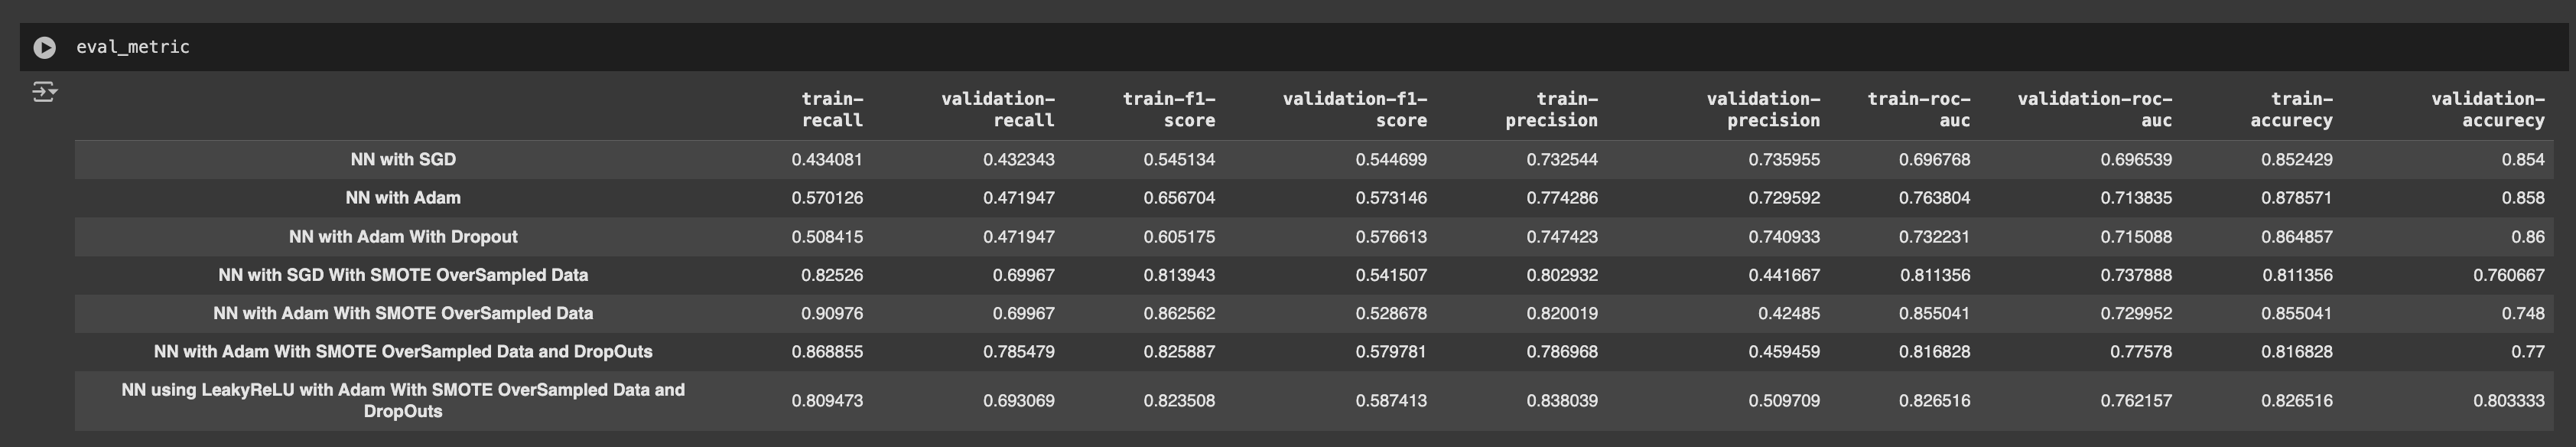 eval_metric
train-recall validation-recall train-f1-score validation-f1-score train-precision validation-precision train-roc-auc validation-roc-auc train-accurecy validation-accurecy
NN with SGD 0.434081 0.432343 0.545134 0.544699 0.732544 0.735955 0.696768 0.696539 0.852429 0.854
NN with Adam 0.570126 0.471947 0.656704 0.573146 0.774286 0.729592 0.763804 0.713835 0.878571 0.858
NN with Adam With Dropout 0.508415 0.471947 0.605175 0.576613 0.747423 0.740933 0.732231 0.715088 0.864857 0.86
NN with SGD With SMOTE OverSampled Data 0.82526 0.69967 0.813943 0.541507 0.802932 0.441667 0.811356 0.737888 0.811356 0.760667
NN with Adam With SMOTE OverSampled Data 0.90976 0.69967 0.862562 0.528678 0.820019 0.42485 0.855041 0.729952 0.855041 0.748
NN with Adam With SMOTE OverSampled Data and DropOuts 0.868855 0.785479 0.825887 0.579781 0.786968 0.459459 0.816828 0.77578 0.816828 0.77
NN using LeakyReLU with Adam With SMOTE OverSampled Data and DropOuts 0.809473 0.693069 0.823508 0.587413 0.838039 0.509709 0.826516 0.762157 0.826516 0.803333